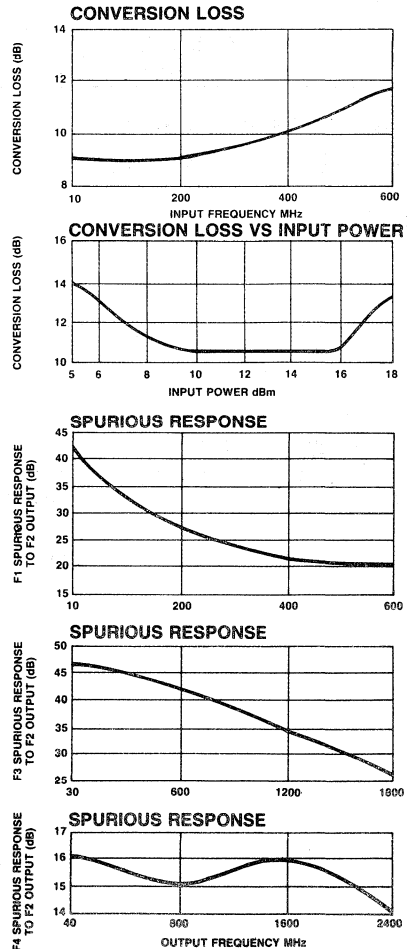 CONVERSION LOSS
CONVERSION LOSS (dB)
14
12
10
8
10 200 400 600
INPUT FREQUENCY MHz
CONVERSION LOSS VS INPUT POWER
CONVERSION LOSS (dB)
16
14
12
10
5 6 8 10 12 14 16 18
INPUT POWER dBm
SPURIOUS RESPONSE
F1 SPURIOUS RESPONSE
TO F2 OUTPUT (dB)
45
40
35
30
25
20
15
10 200 400 600
SPURIOUS RESPONSE
F3 SPURIOUS RESPONSE
TO F2 OUTPUT (dB)
50
45
40
35
30
25
30 600 1200 1800
SPURIOUS RESPONSE
F4 SPURIOUS RESPONSE
TO F2 OUTPUT (dB)
17
16
15
14
40 800 1600 2400
OUTPUT FREQUENCY MHz